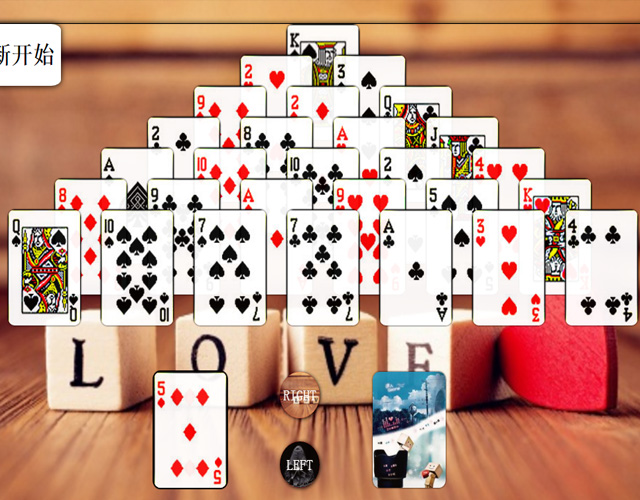 新开始
K
2 3
9 2 Q
2 8 A J
A 10 10 2 4
8 9 A 9 5 K
Q 10 7 7 A 3 4
Q 10 7 7 A 3 4
L O V E
5 RIGHT
5 LEFT